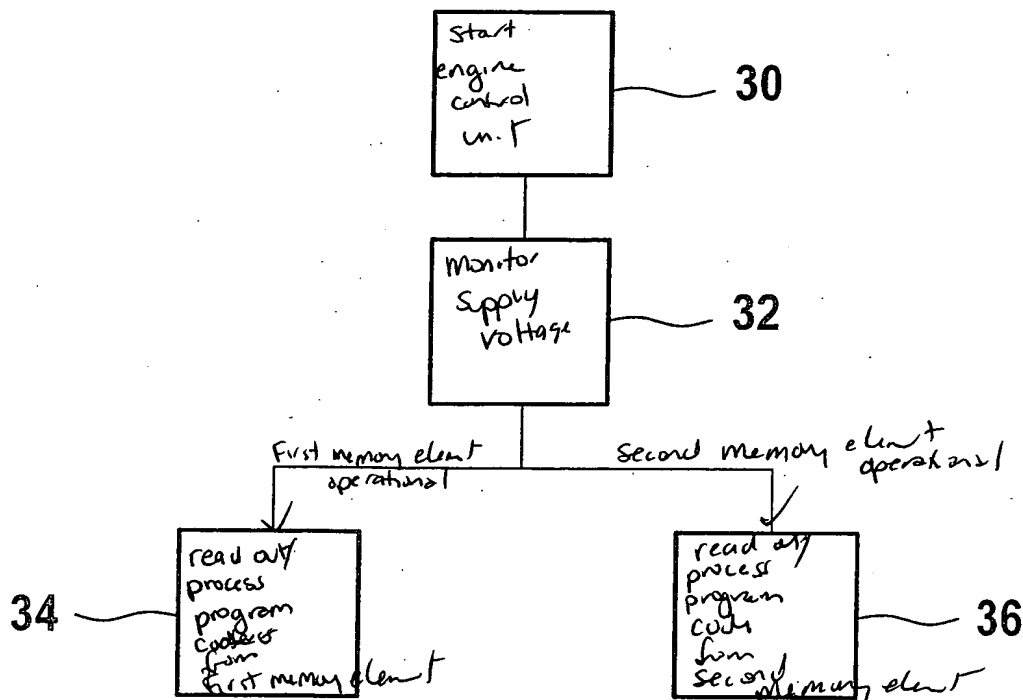 start
engine
control
unit
30
Monitor
supply
voltage
32
First memory element
operational
second memory element
operational
read out/
process
program
code
from
first memory element
34
read out/
process
program
code
from
second
memory element
36